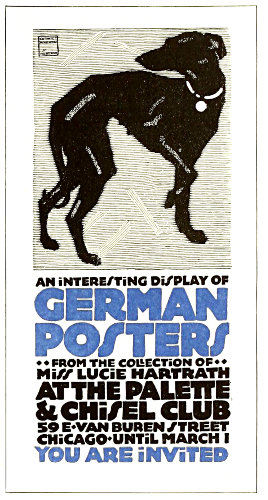 AN INTERESTING DISPLAY OF
GERMAN
POSTERS
··FROM THE COLECTION OF··
MISS LUCIE HARTRATH
AT THE PALETTE
& CHISEL CLUB
59 E·VAN BUREN STREET
CHICAGO·UNTIL MARCH 1
YOU ARE INVITED